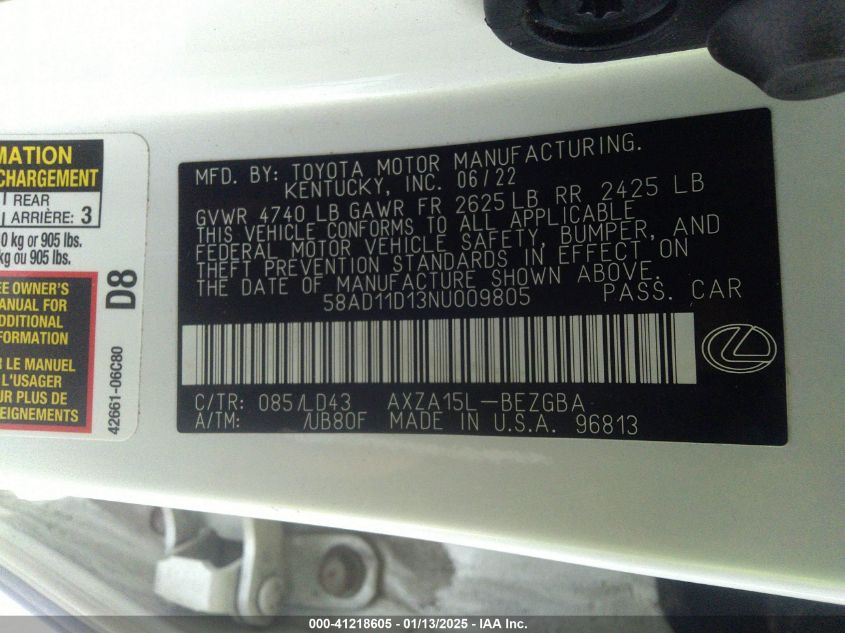 MATION
CHARGEMENT
REAR
ARRIÈRE: 3
0 kg or 905 lbs.
kg ou 905 lbs.
EE OWNER'S
MANUAL FOR
ADDITIONAL
INFORMATION
LE MANUEL
L'USAGER
PLUS DE
SEIGNEMENTS
D8
42661-06C80
MFD. BY: TOYOTA MOTOR MANUFACTURING.
KENTUCKY, INC. 06/22
GVWR 4740 LB GAWR FR 2625 LB RR 2425 LB
THIS VEHICLE CONFORMS TO ALL APPLICABLE
FEDERAL MOTOR VEHICLE SAFETY, BUMPER, AND
THEFT PREVENTION STANDARDS IN EFFECT ON
THE DATE OF MANUFACTURE SHOWN ABOVE.
58AD11D13NU009805 PASS. CAR
C/TR: 085/LD43 AXZA15L-BEZGBA
A/TM: /UB80F MADE IN U.S.A. 96813
000-41218605 - 01/13/2025 - IAA Inc.